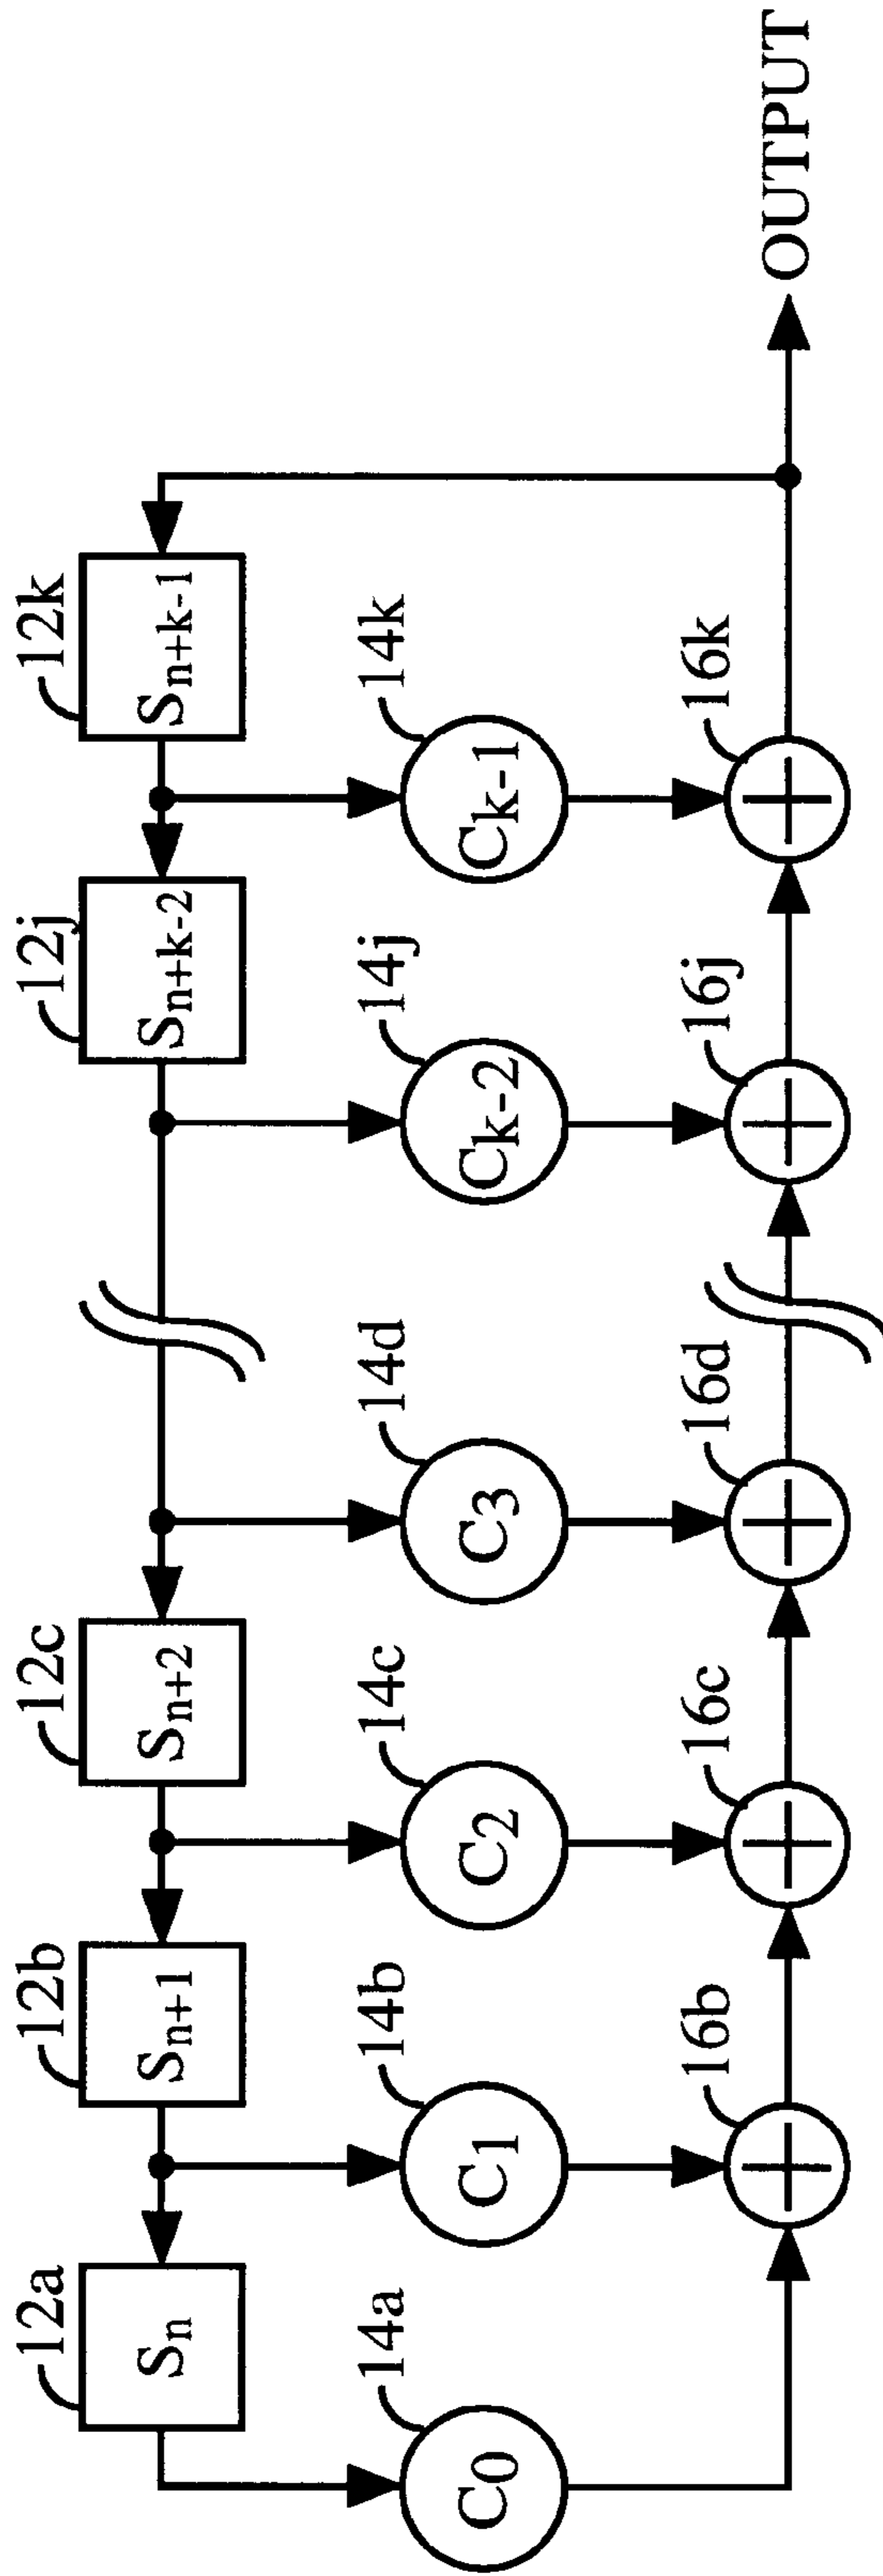 12a 12b 12c 12j 12k
Sn Sn+1 Sn+2 Sn+k-2 Sn+k-1
14a 14b 14c 14d 14j 14k
C0 C1 C2 C3 Ck-2 Ck-1
16b 16c 16d 16j 16k
OUTPUT